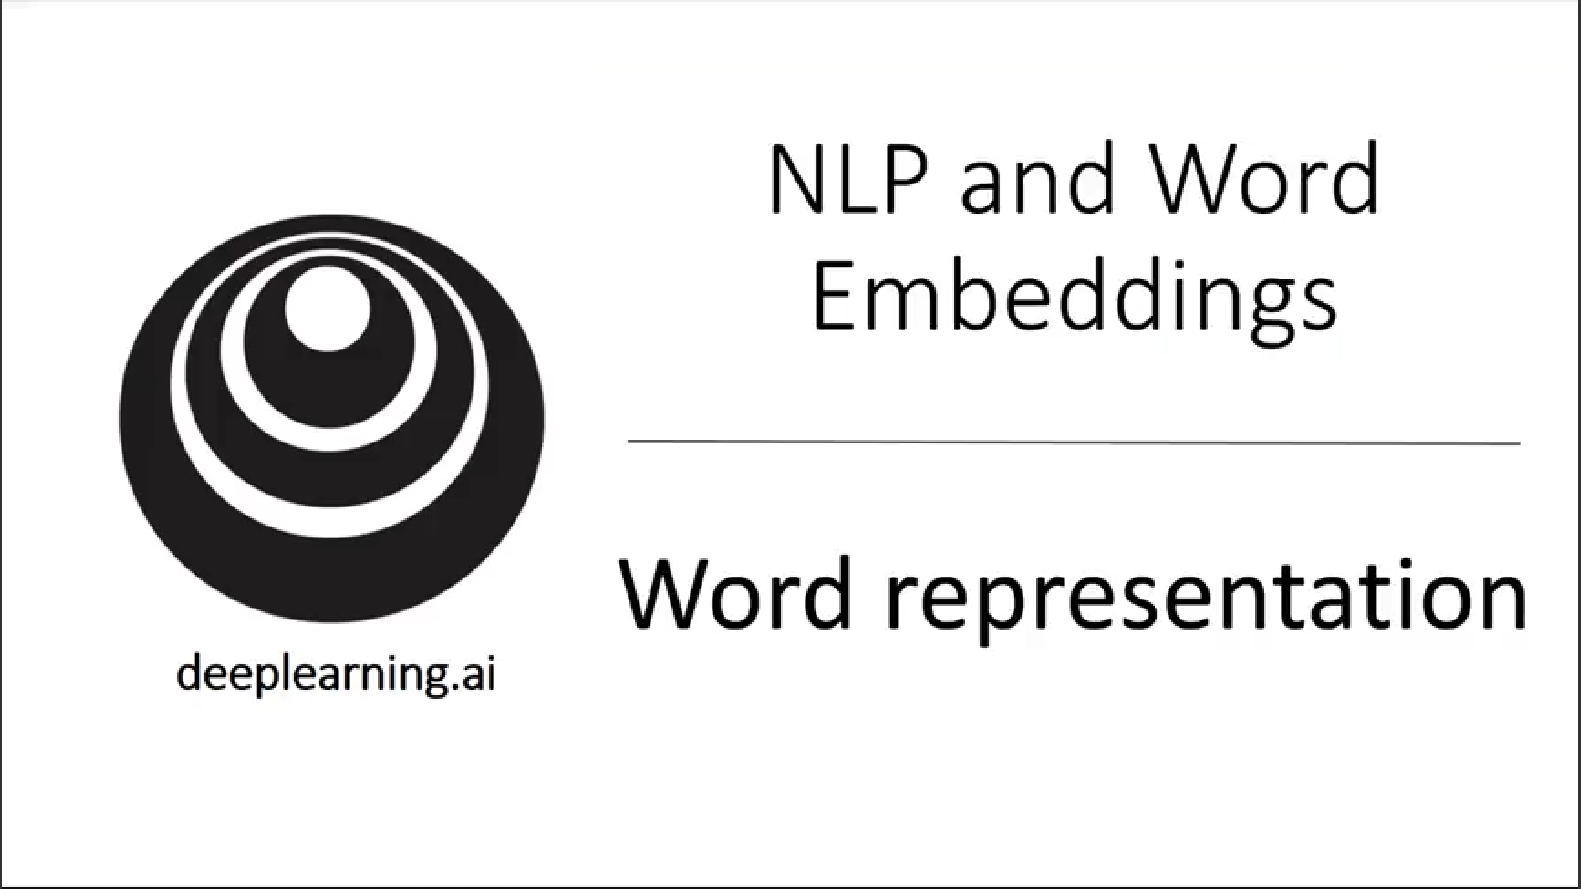 NLP and Word
Embeddings
Word representation
deeplearning.ai